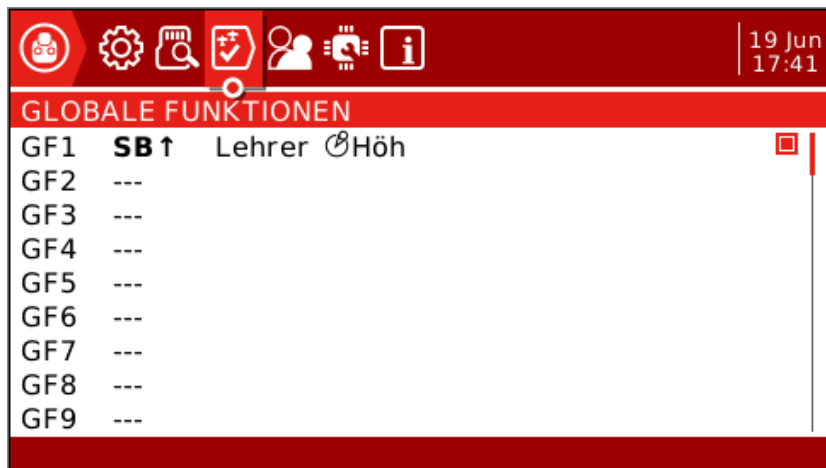 19 Jun
17:41
GLOBALE FUNKTIONEN
GF1 SB↑ Lehrer Höh
GF2 ---
GF3 ---
GF4 ---
GF5 ---
GF6 ---
GF7 ---
GF8 ---
GF9 ---